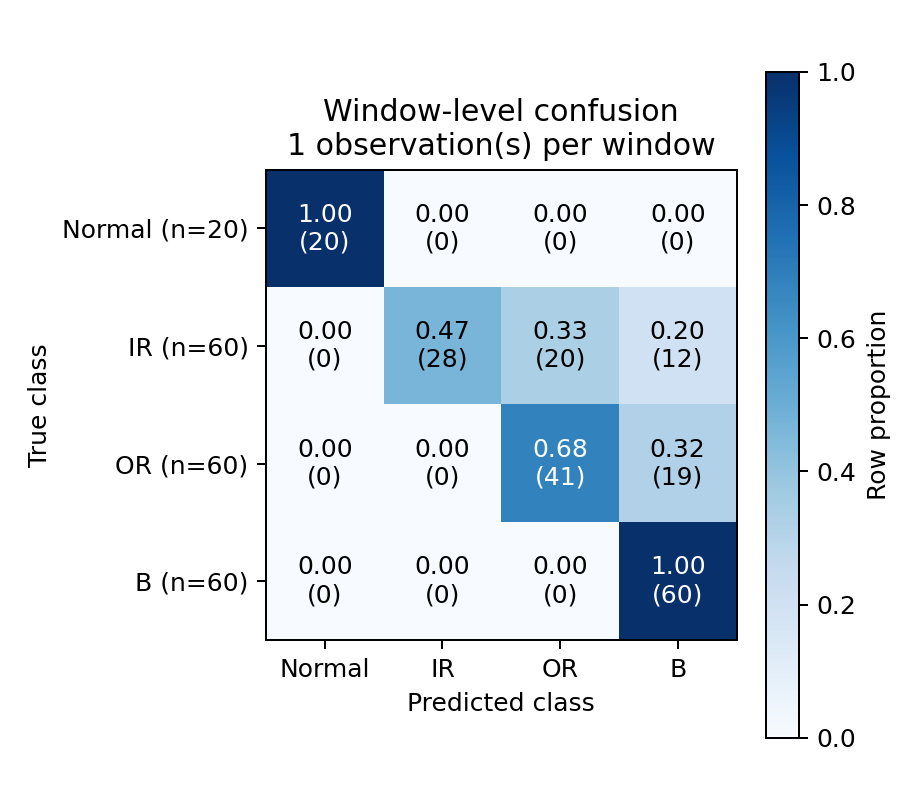 Window-level confusion
1 observation(s) per window
Normal (n=20)
1.00 0.00 0.00 0.00
(20) (0) (0) (0)
IR (n=60)
0.00 0.47 0.33 0.20
(0) (28) (20) (12)
OR (n=60)
0.00 0.00 0.68 0.32
(0) (0) (41) (19)
B (n=60)
0.00 0.00 0.00 1.00
(0) (0) (0) (60)
Normal IR OR B
Predicted class
True class
1.0
0.8
0.6
0.4
0.2
0.0
Row proportion